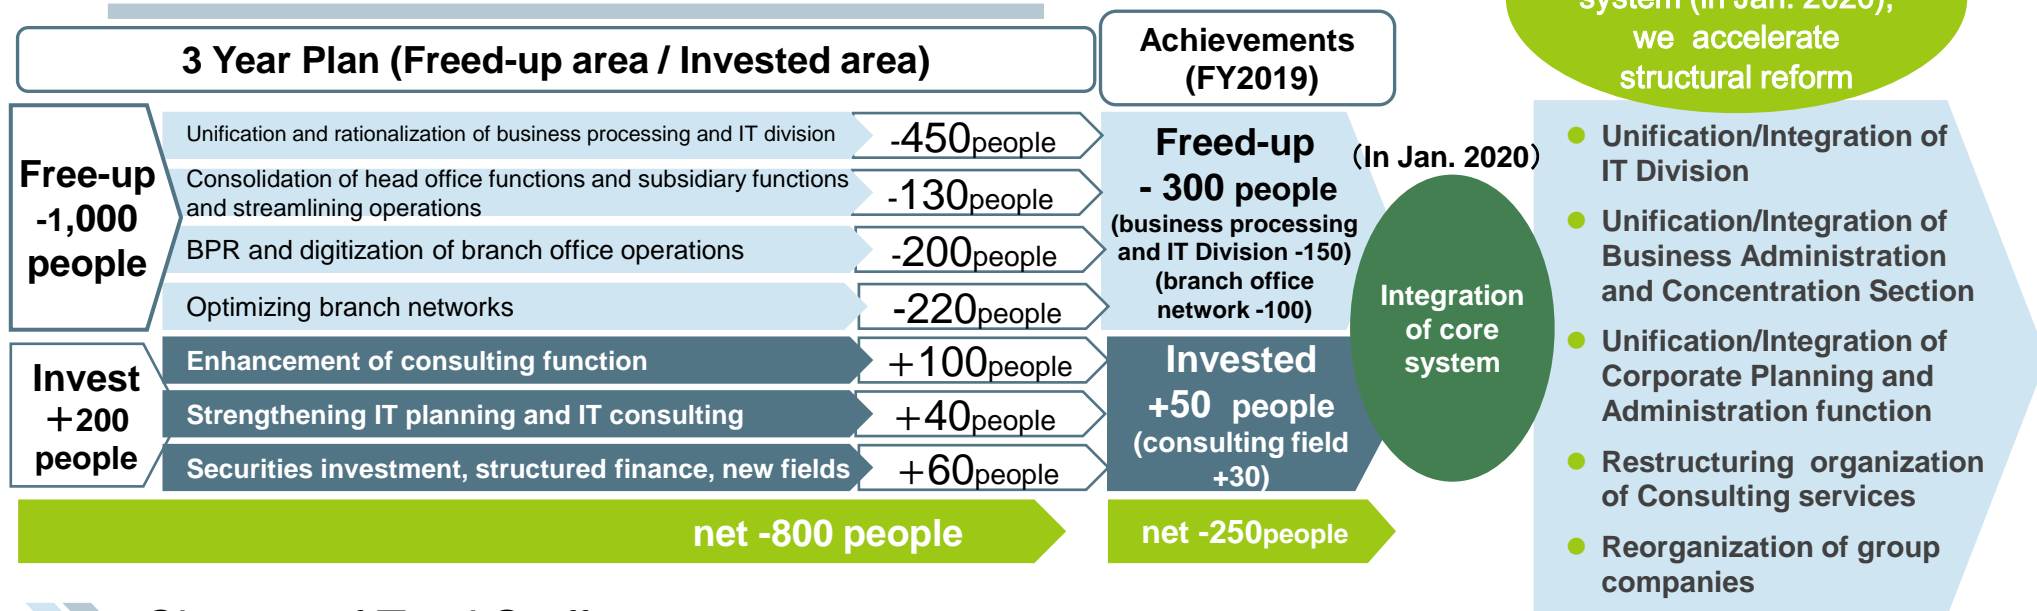 3 Year Plan (Freed-up area / Invested area)
Achievements
(FY2019)
system (in Jan. 2020),
we accelerate
structural reform
Free-up
-1,000
people
Unification and rationalization of business processing and IT division
-450people
Consolidation of head office functions and subsidiary functions
and streamlining operations
-130people
BPR and digitization of branch office operations
-200people
Optimizing branch networks
-220people
Invest
+200
people
Enhancement of consulting function
+100people
Strengthening IT planning and IT consulting
+40people
Securities investment, structured finance, new fields
+60people
net -800 people
Freed-up
- 300 people
(business processing
and IT Division -150)
(branch office
network -100)
Invested
+50 people
(consulting field
+30)
net -250people
(In Jan. 2020)
Integration
of core
system
● Unification/Integration of
IT Division
● Unification/Integration of
Business Administration
and Concentration Section
● Unification/Integration of
Corporate Planning and
Administration function
● Restructuring organization
of Consulting services
● Reorganization of group
companies